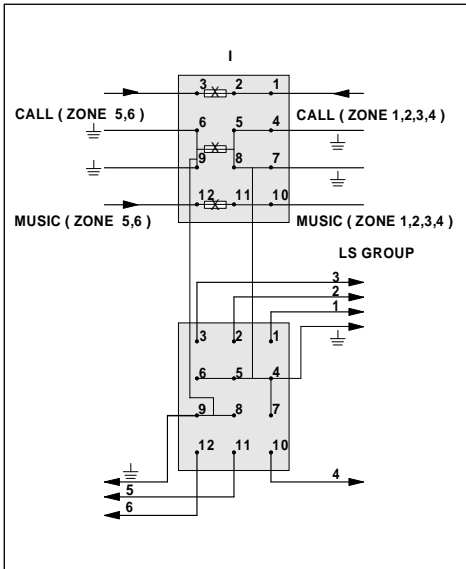 I
3 2 1
CALL ( ZONE 5,6 ) CALL ( ZONE 1,2,3,4 )
6 5 4
9 8 7
12 11 10
MUSIC ( ZONE 5,6 ) MUSIC ( ZONE 1,2,3,4 )
LS GROUP
3
2
1
3 2 1
6 5 4
9 8 7
12 11 10
4
5
6